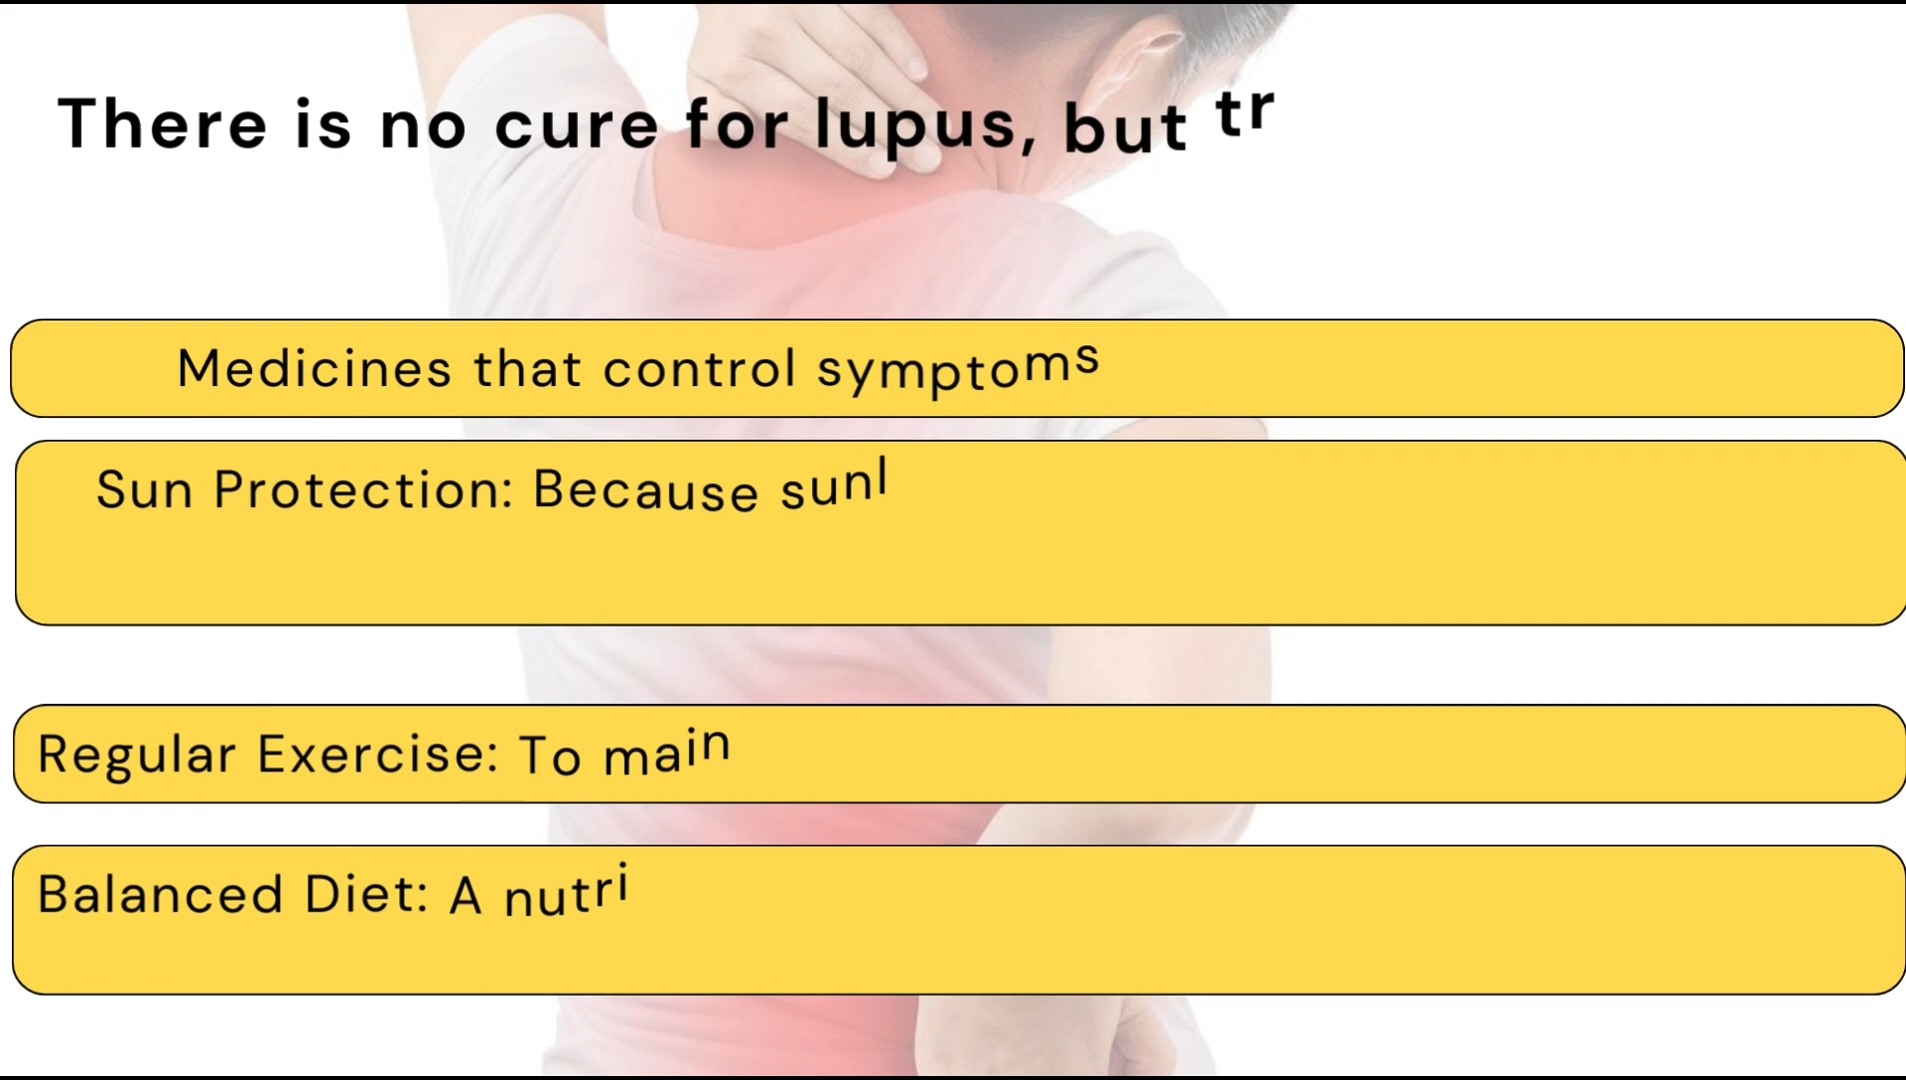 There is no cure for lupus, but tr
Medicines that control symptoms
Sun Protection: Because sunl
Regular Exercise: To main
Balanced Diet: A nutri